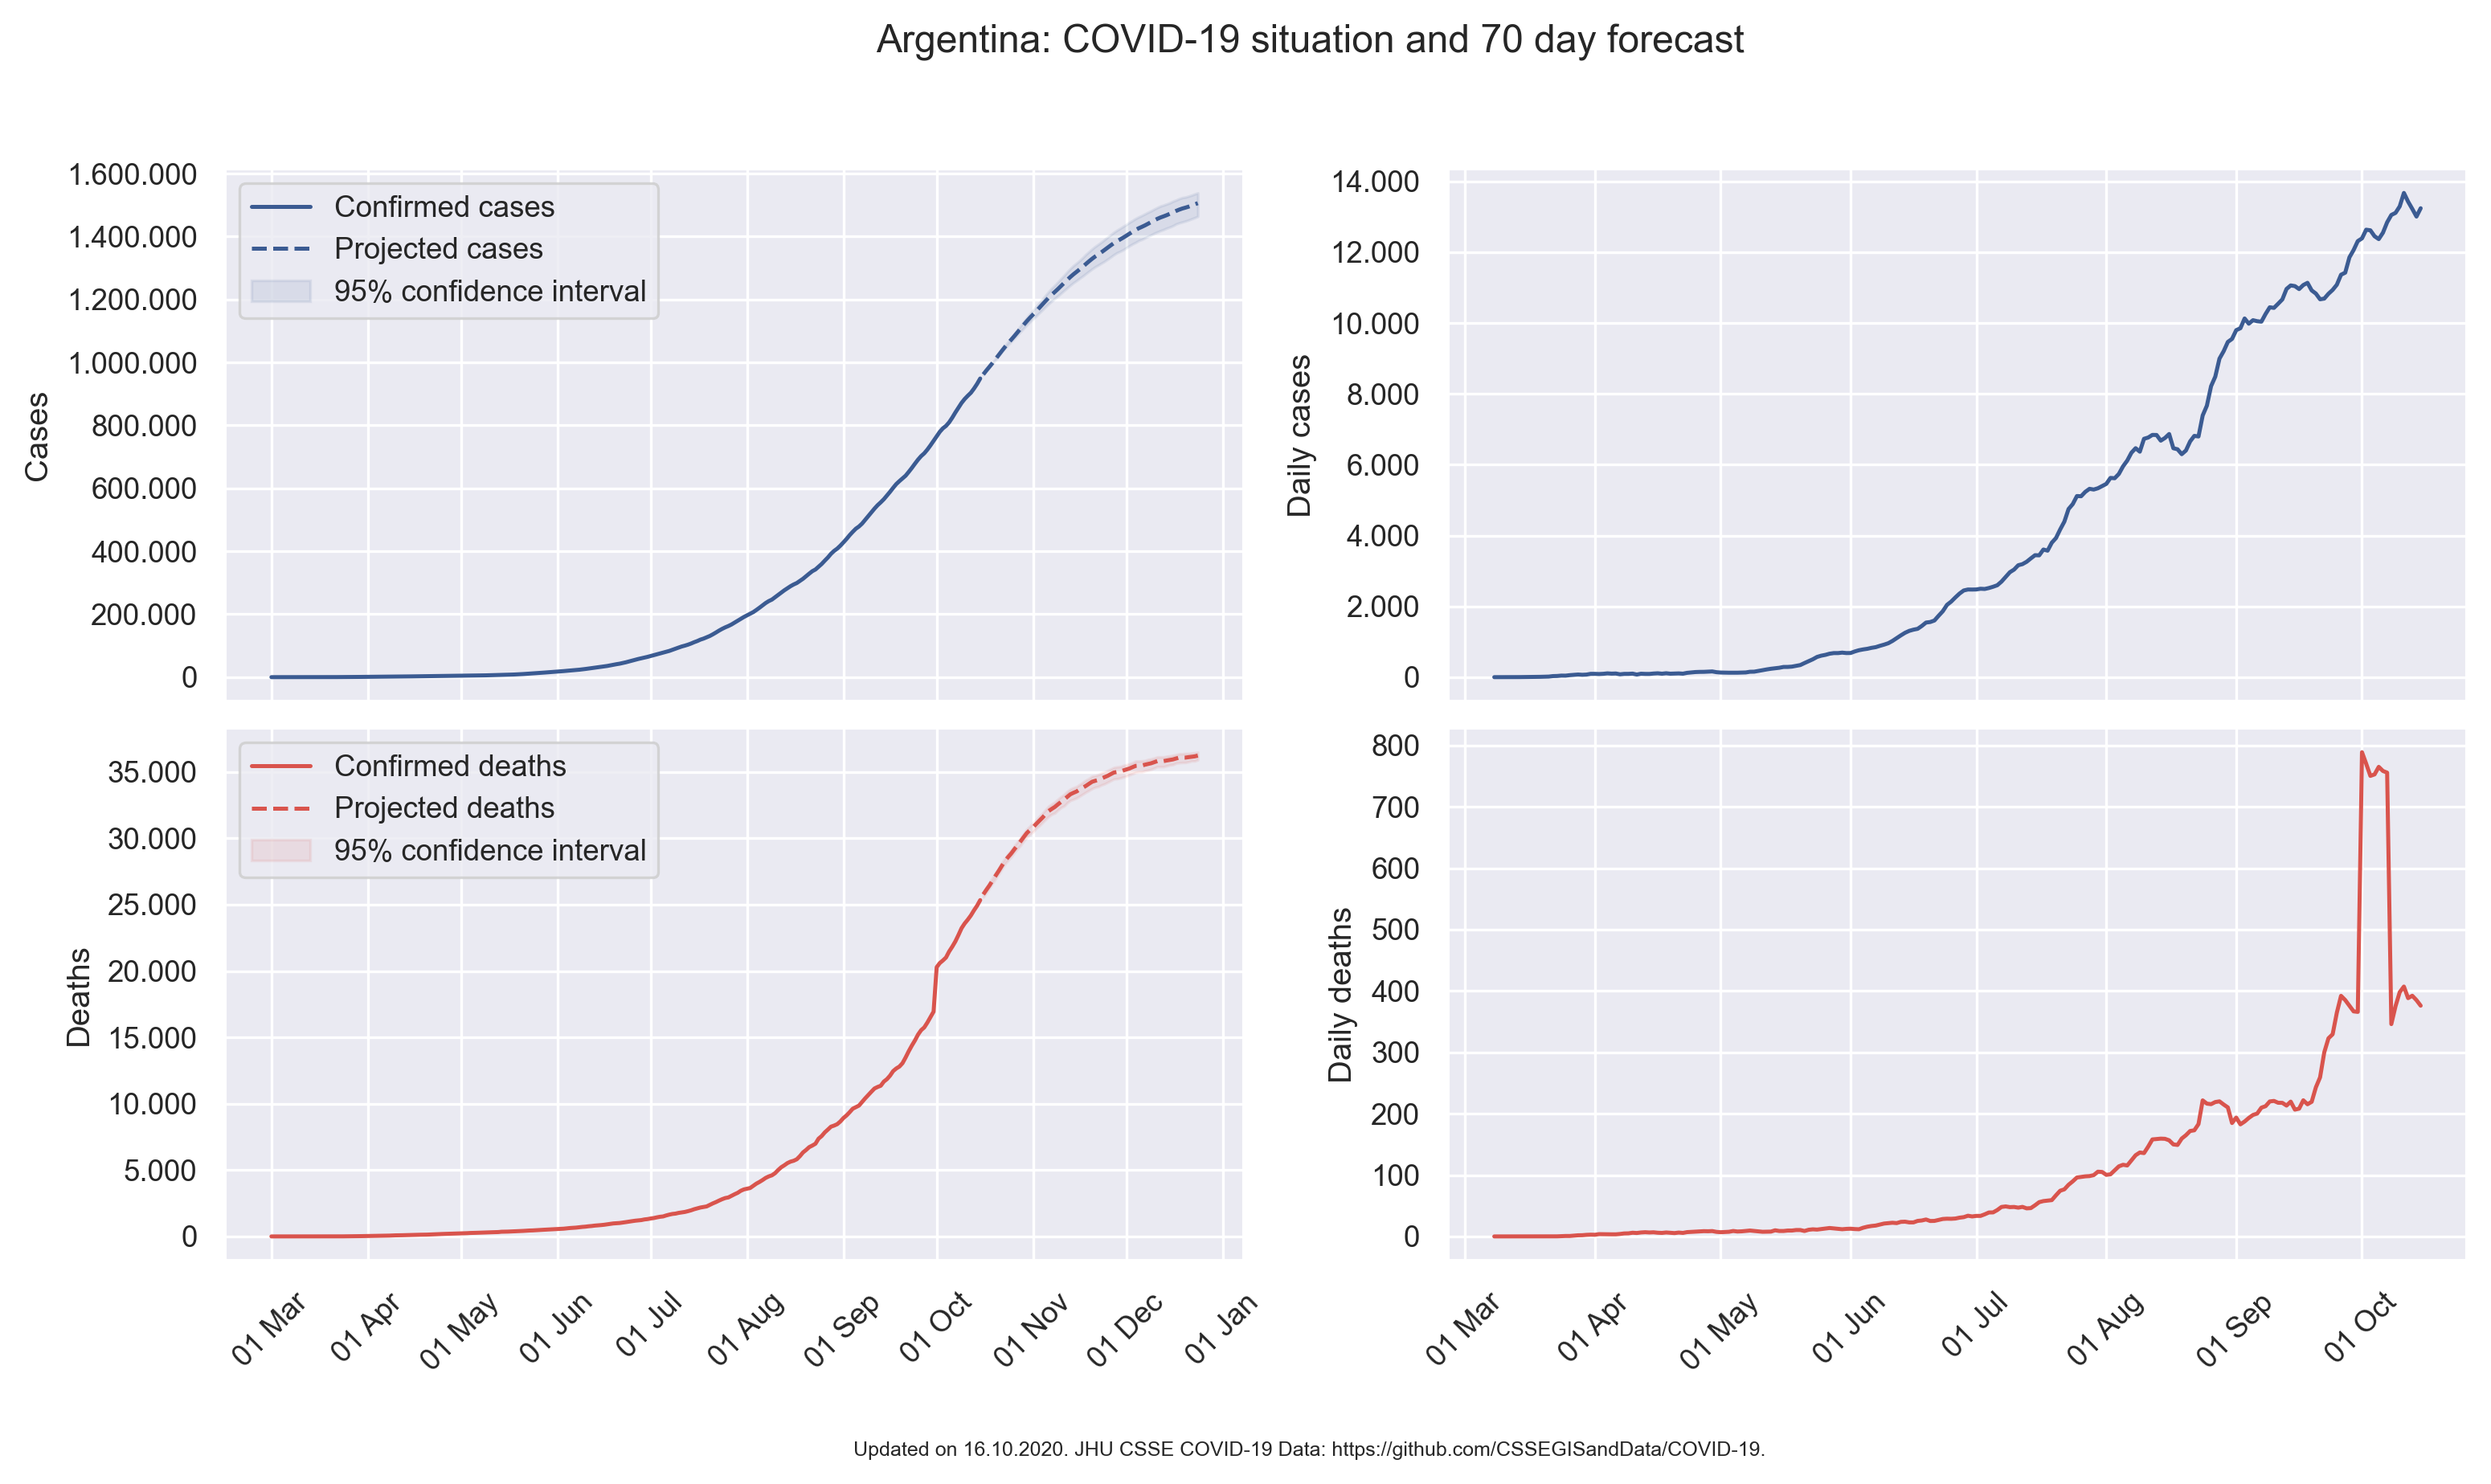 Argentina: COVID-19 situation and 70 day forecast
1.600.000
1.400.000
1.200.000
1.000.000
800.000
600.000
400.000
200.000
0
Cases
Confirmed cases
Projected cases
95% confidence interval
14.000
12.000
10.000
8.000
6.000
4.000
2.000
0
Daily cases
35.000
30.000
25.000
20.000
15.000
10.000
5.000
0
Deaths
Confirmed deaths
Projected deaths
95% confidence interval
01 Mar
01 Apr
01 May
01 Jun
01 Jul
01 Aug
01 Sep
01 Oct
01 Nov
01 Dec
01 Jan
800
700
600
500
400
300
200
100
0
Daily deaths
01 Mar
01 Apr
01 May
01 Jun
01 Jul
01 Aug
01 Sep
01 Oct
Updated on 16.10.2020. JHU CSSE COVID-19 Data: https://github.com/CSSEGISandData/COVID-19.